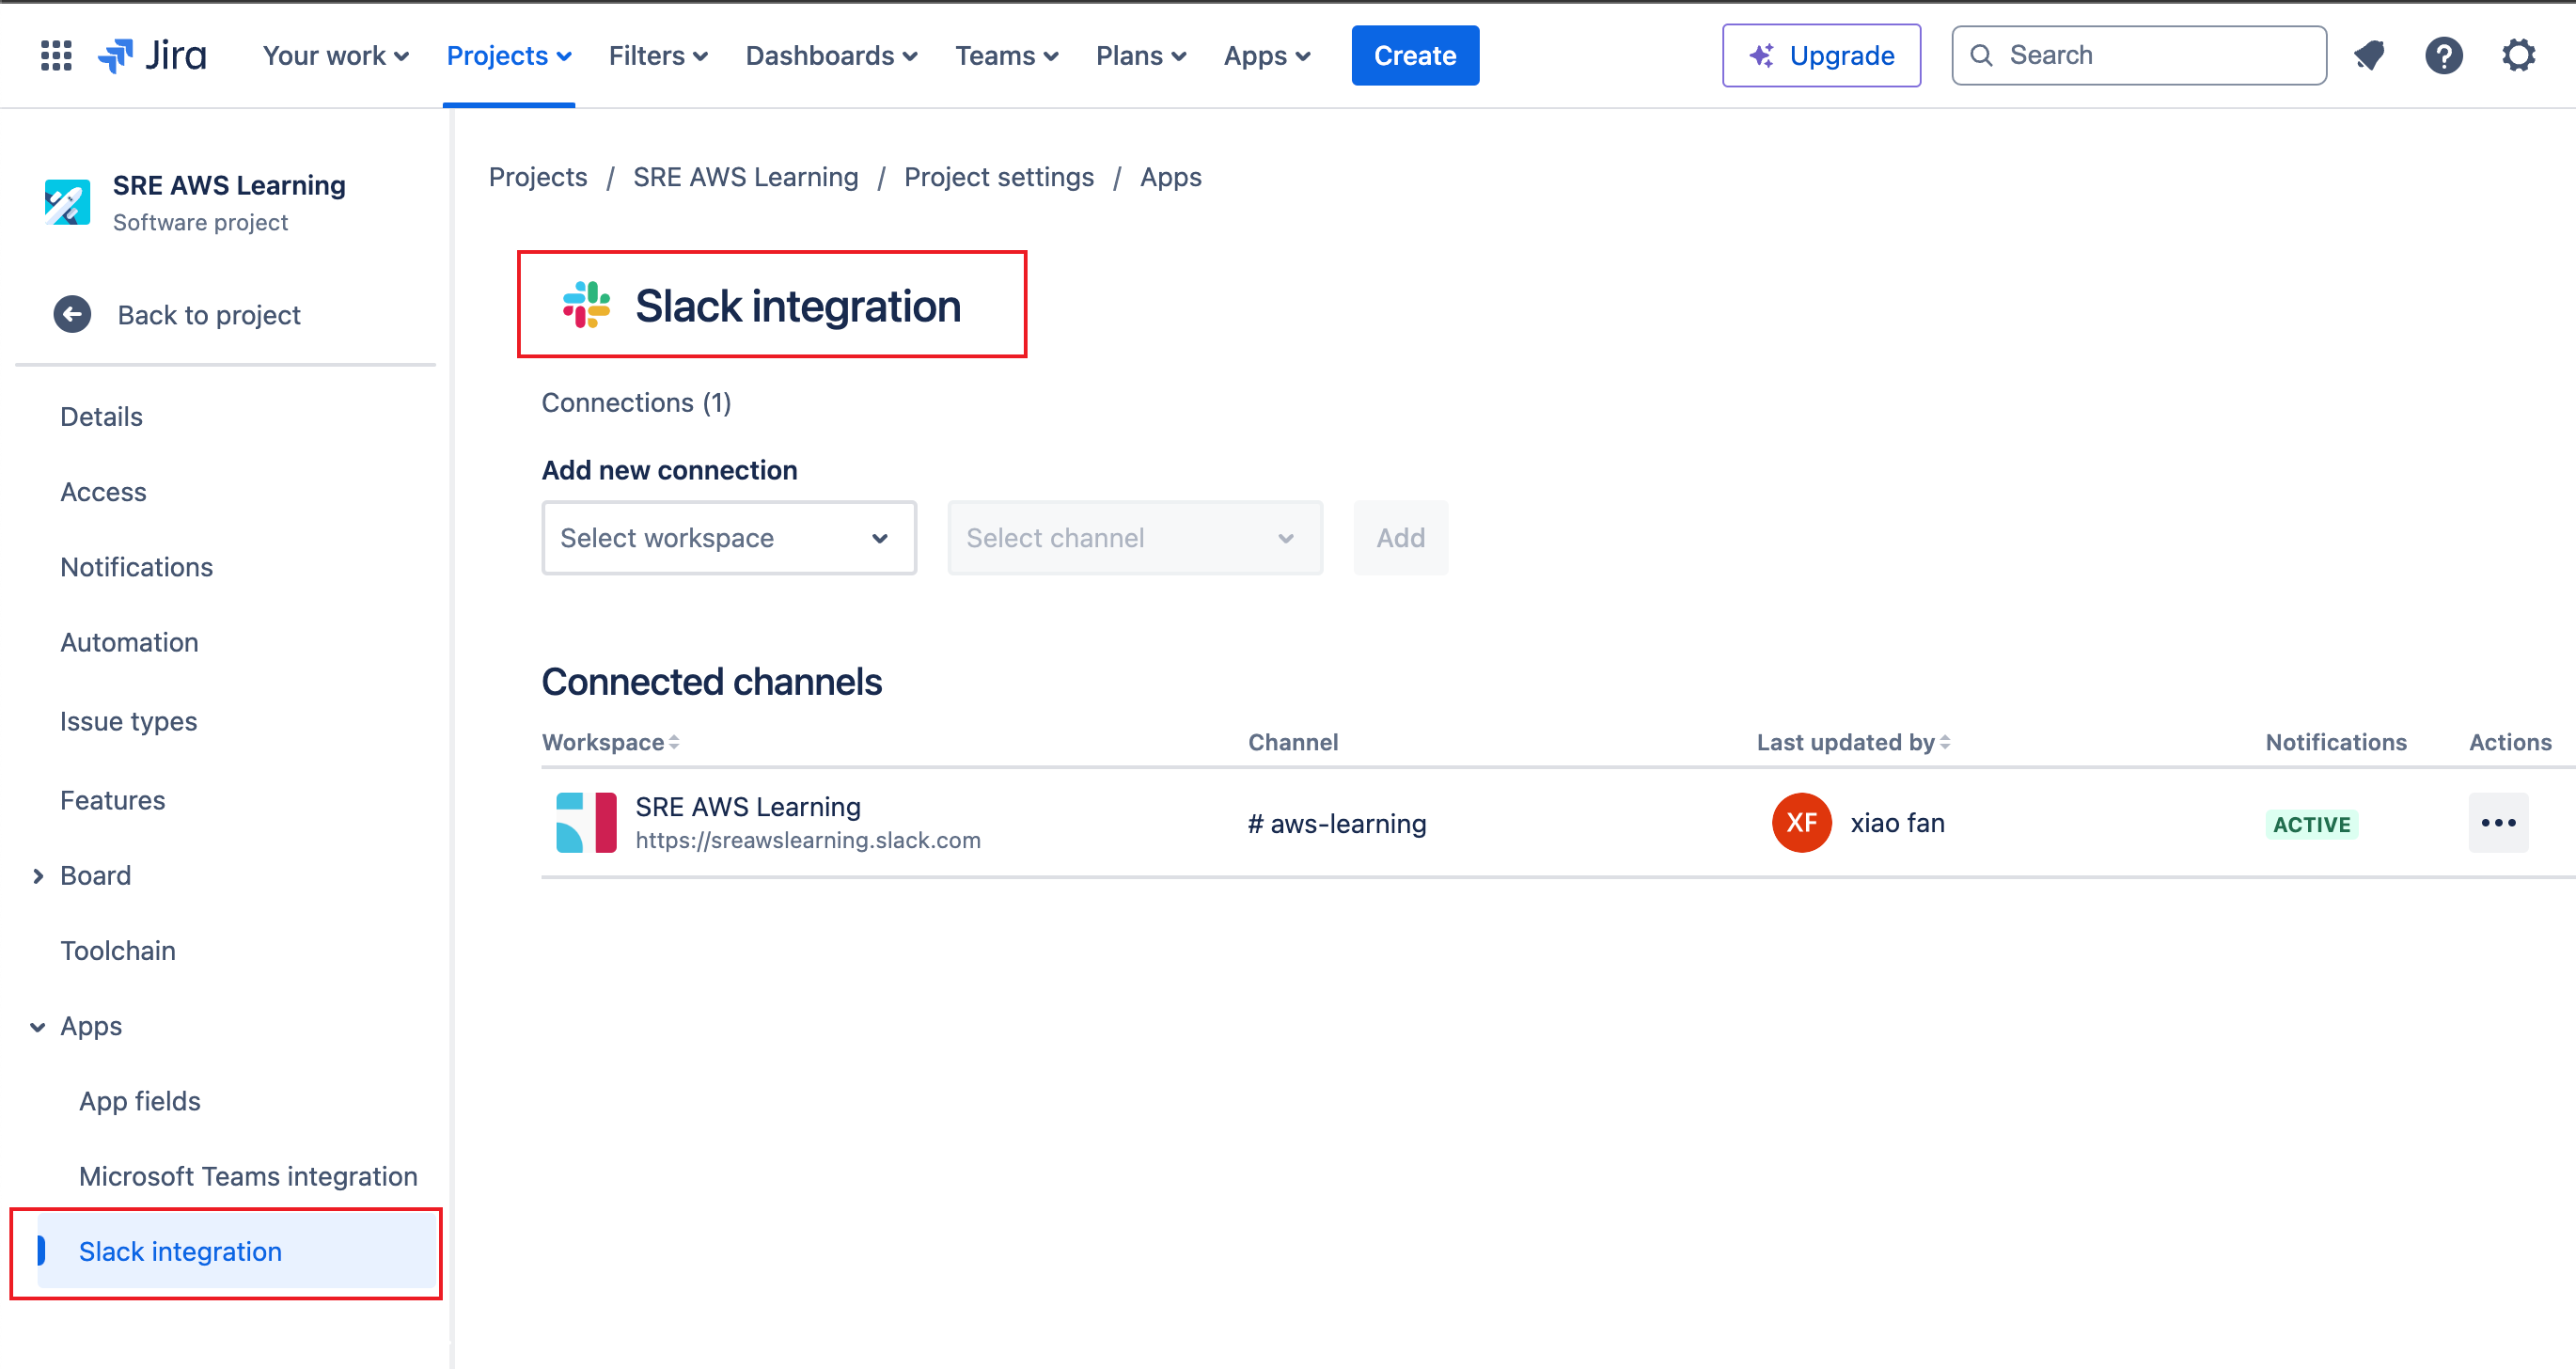 Jira Your work Projects Filters Dashboards Teams Plans Apps Create Upgrade Search
SRE AWS Learning
Software project
Back to project
Details
Access
Notifications
Automation
Issue types
Features
Board
Toolchain
Apps
App fields
Microsoft Teams integration
Slack integration
Projects / SRE AWS Learning / Project settings / Apps
Slack integration
Connections (1)
Add new connection
Select workspace Select channel Add
Connected channels
Workspace Channel Last updated by Notifications Actions
SRE AWS Learning
https://sreawslearning.slack.com
# aws-learning
XF xiao fan
ACTIVE